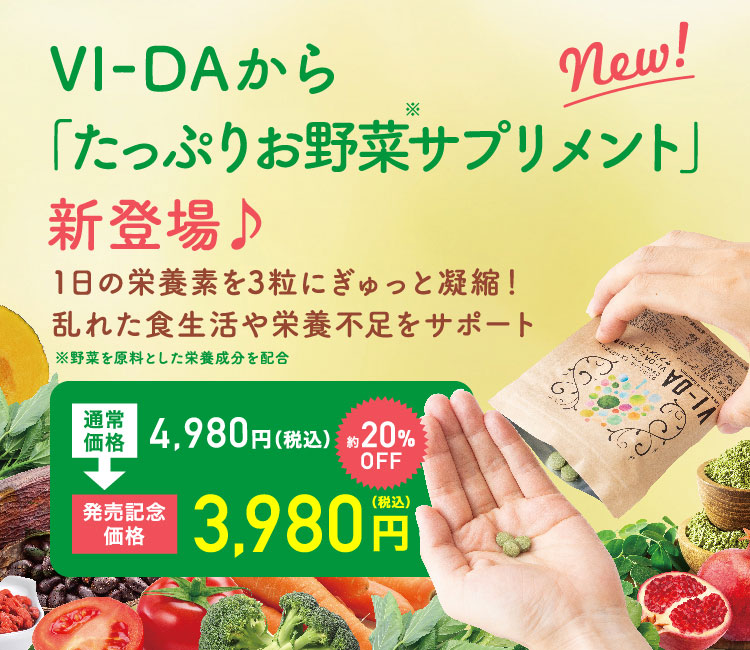 New!
VI-DAから
「たっぷりお野菜※サプリメント」
新登場♪
1日の栄養素を3粒にぎゅっと凝縮！
乱れた食生活や栄養不足をサポート
※野菜を原料とした栄養成分を配合
通常
価格
4,980円(税込)
約20%
OFF
発売記念
価格
3,980円
(税込)
VI-DA